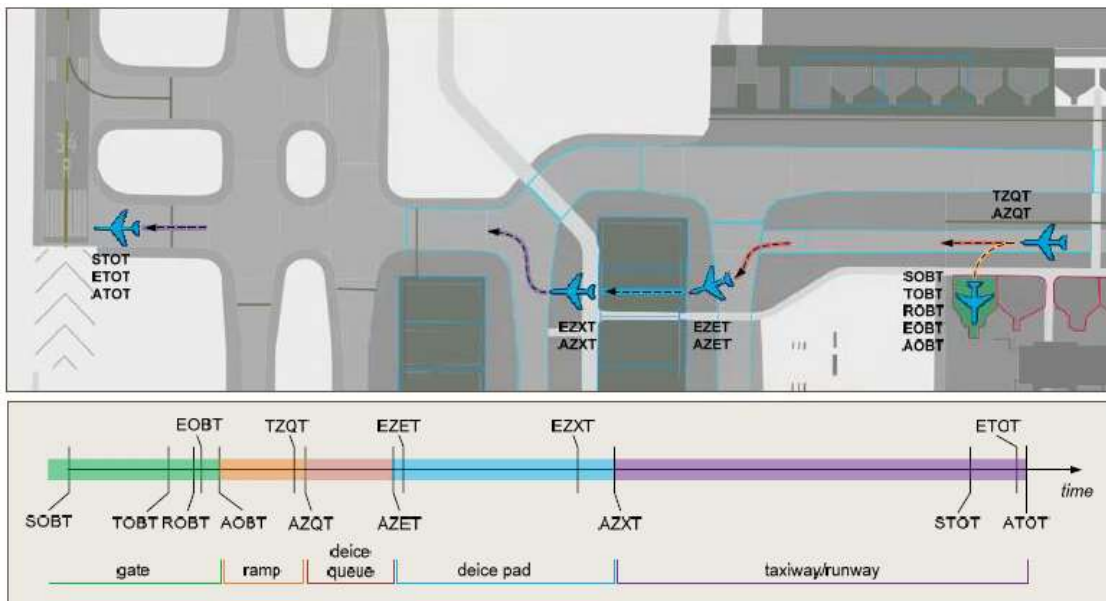 36
R
TZQT
AZQT
STOT
ETOT
ATOT
EZXT
AZXT
EZET
AZET
SOBT
TOBT
ROBT
EOBT
AOBT
EOBT
TZQT
EZET
EZXT
ETOT
SOBT
TOBT
ROBT
AOBT
AZQT
AZET
AZXT
STOT
ATOT
time
gate
ramp
deice
queue
deice pad
taxiway/runway